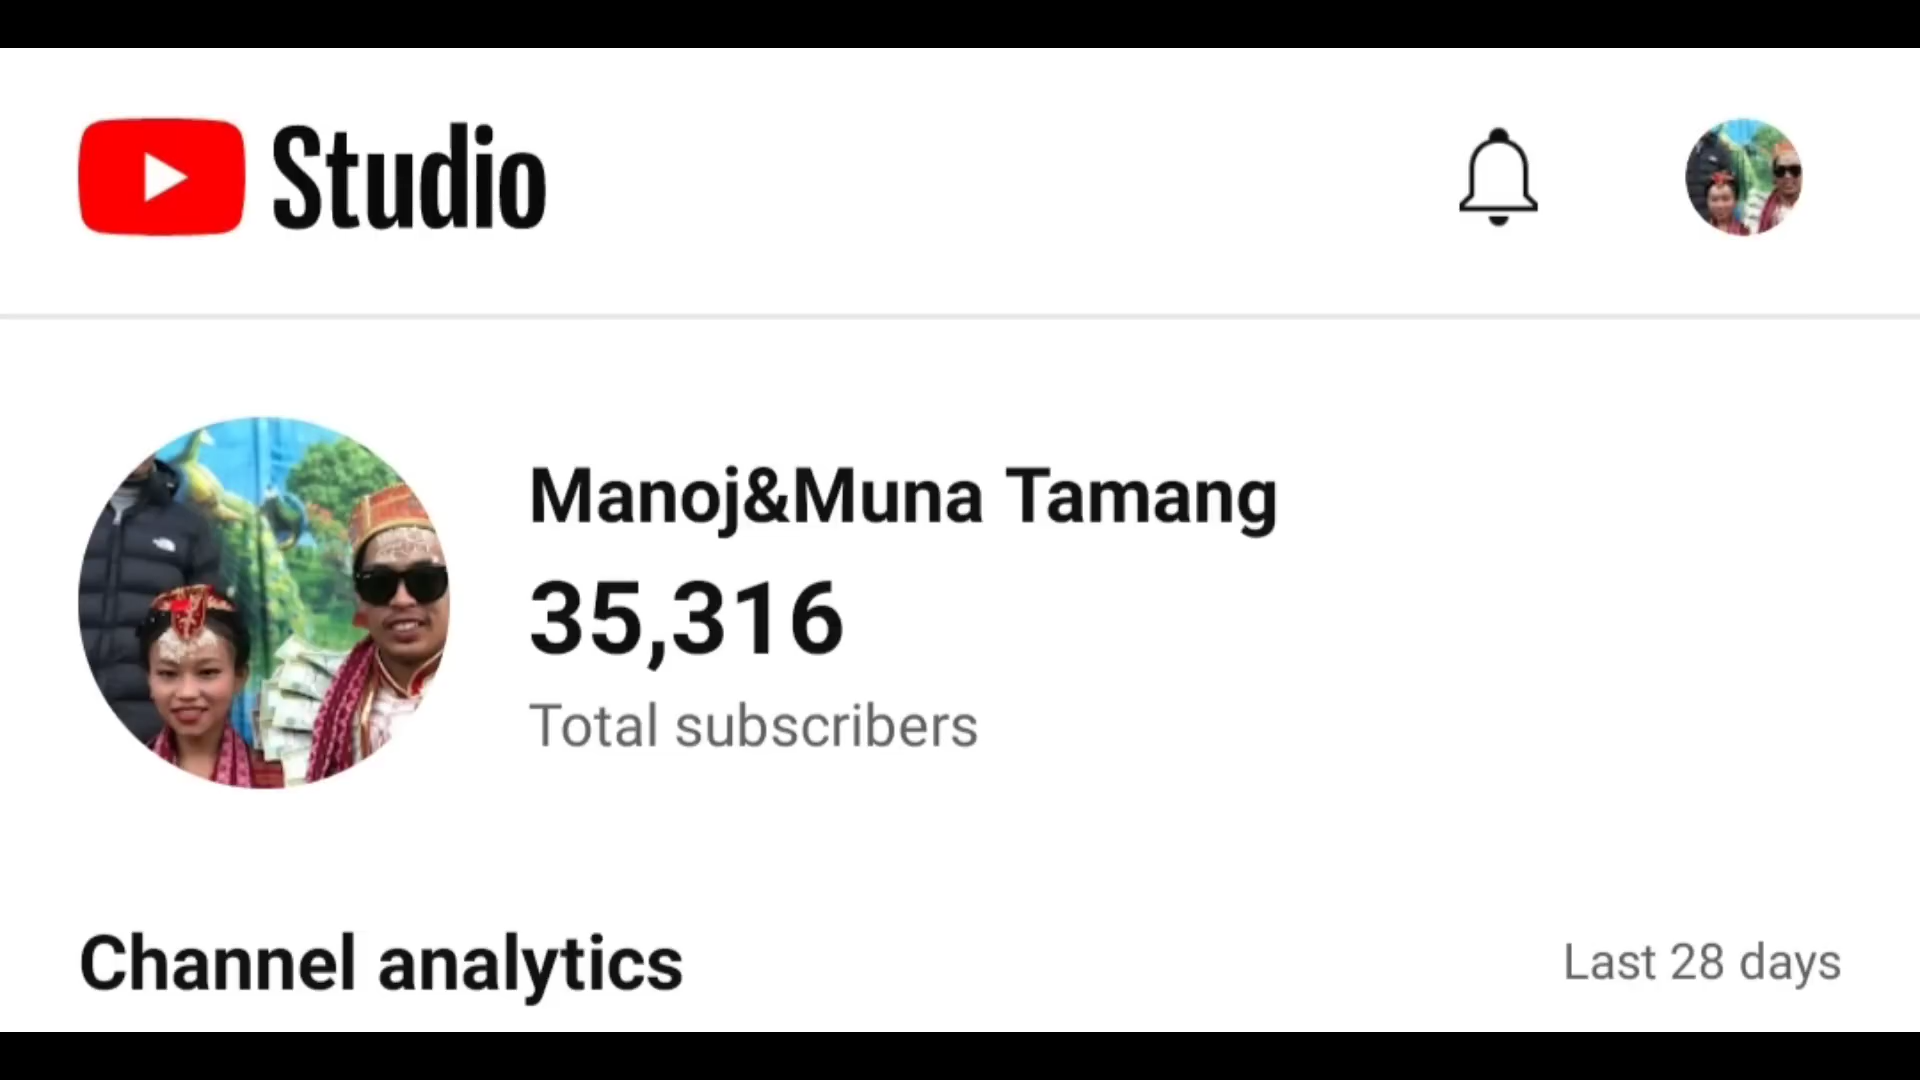 Studio
Manoj&Muna Tamang
35,316
Total subscribers
Channel analytics
Last 28 days